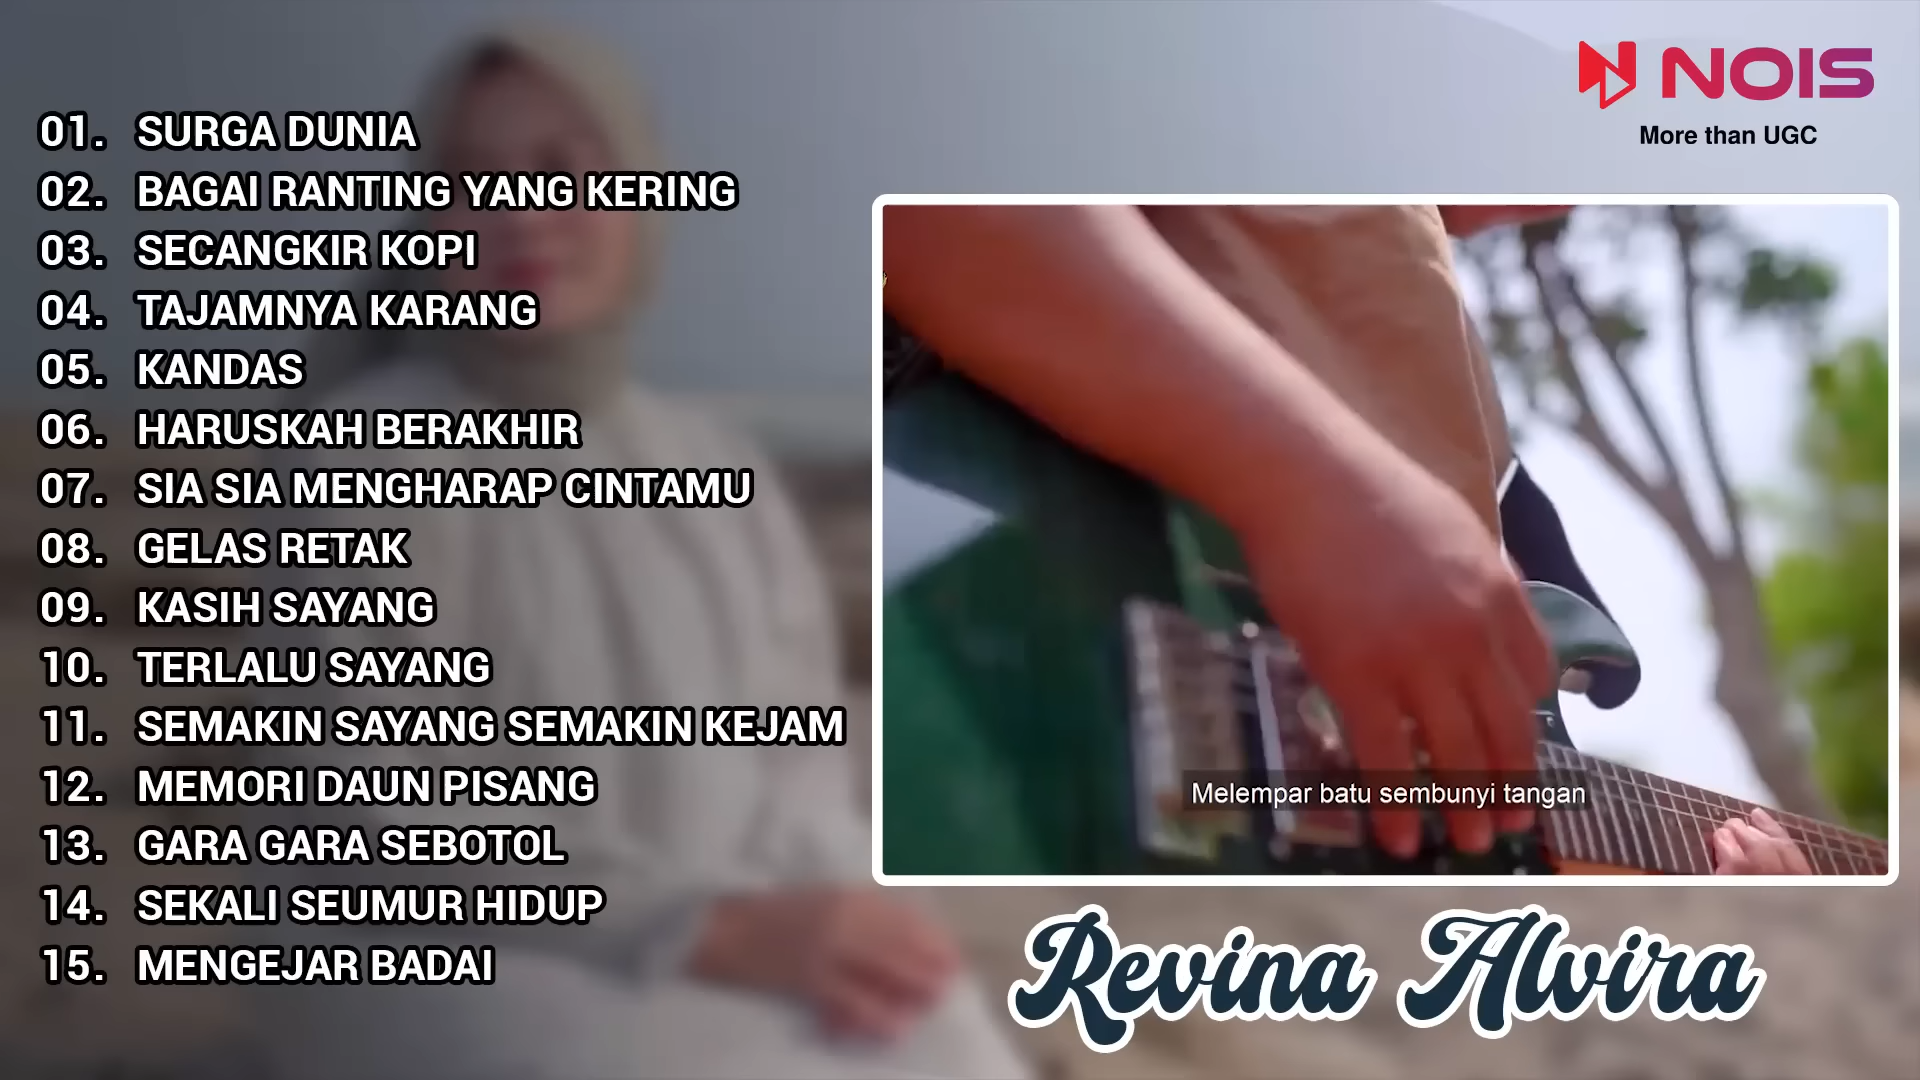 NOIS
More than UGC
01. SURGA DUNIA
02. BAGAI RANTING YANG KERING
03. SECANGKIR KOPI
04. TAJAMNYA KARANG
05. KANDAS
06. HARUSKAH BERAKHIR
07. SIA SIA MENGHARAP CINTAMU
08. GELAS RETAK
09. KASIH SAYANG
10. TERLALU SAYANG
11. SEMAKIN SAYANG SEMAKIN KEJAM
12. MEMORI DAUN PISANG
13. GARA GARA SEBOTOL
14. SEKALI SEUMUR HIDUP
15. MENGEJAR BADAI
Melempar batu sembunyi tangan
Revina Alvira